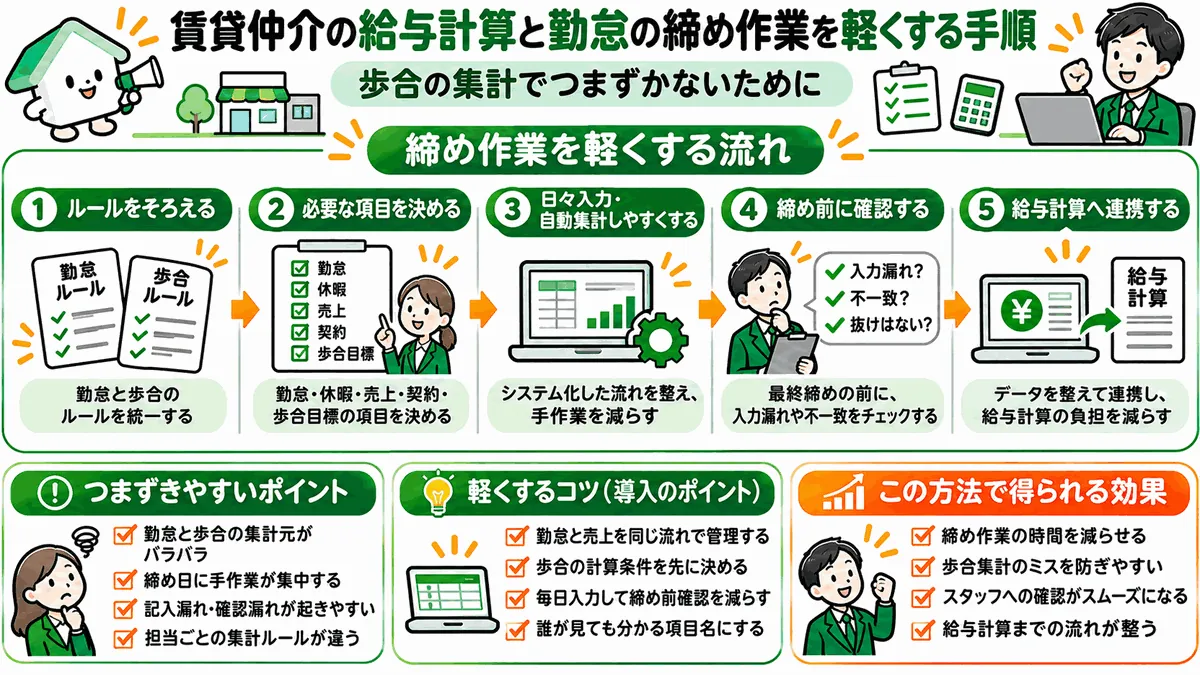 賃貸仲介の給与計算と勤怠の締め作業を軽くする手順
歩合の集計でつまずかないために
締め作業を軽くする流れ
1 ルールをそろえる
勤怠
ルール
歩合
ルール
勤怠と歩合の
ルールを統一する
2 必要な項目を決める
勤怠
休暇
売上
契約
歩合目標
勤怠・休暇・売上・契約・
歩合目標の項目を決める
3 日々入力・
自動集計しやすくする
システム化した流れを整え、
手作業を減らす
4 締め前に確認する
入力漏れ?
不一致?
抜けはない?
最終締めの前に、
入力漏れや不一致をチェックする
5 給与計算へ連携する
¥
給与
計算
データを整えて連携し、
給与計算の負担を減らす
つまずきやすいポイント
勤怠と歩合の集計元が
バラバラ
締め日に手作業が集中する
記入漏れ・確認漏れが起きやすい
担当ごとの集計ルールが違う
軽くするコツ(導入のポイント)
勤怠と売上を同じ流れで管理する
歩合の計算条件を先に決める
毎日入力して締め前確認を減らす
誰が見ても分かる項目名にする
この方法で得られる効果
締め作業の時間を減らせる
歩合集計のミスを防ぎやすい
スタッフへの確認がスムーズになる
給与計算までの流れが整う